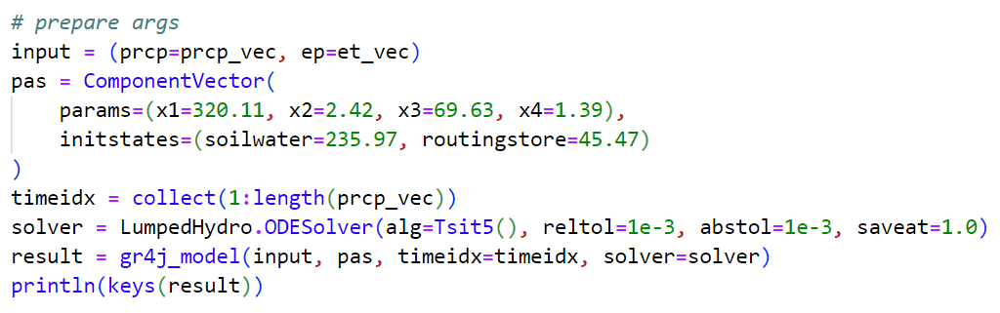 # prepare args
input = (prcp=prcp_vec, ep=et_vec)
pas = ComponentVector(
    params=(x1=320.11, x2=2.42, x3=69.63, x4=1.39),
    initstates=(soilwater=235.97, routingstore=45.47)
)
timeidx = collect(1:length(prcp_vec))
solver = LumpedHydro.ODESolver(alg=Tsit5(), reltol=1e-3, abstol=1e-3, saveat=1.0)
result = gr4j_model(input, pas, timeidx=timeidx, solver=solver)
println(keys(result))